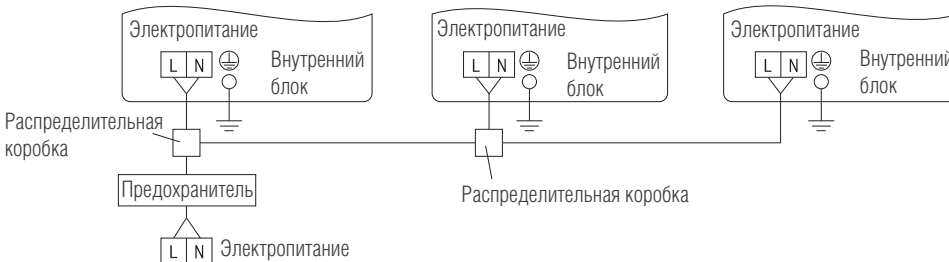 Электропитание
L N
Внутренний
блок
Электропитание
L N
Внутренний
блок
Электропитание
L N
Внутренний
блок
Распределительная
коробка
Распределительная коробка
Предохранитель
L N
Электропитание